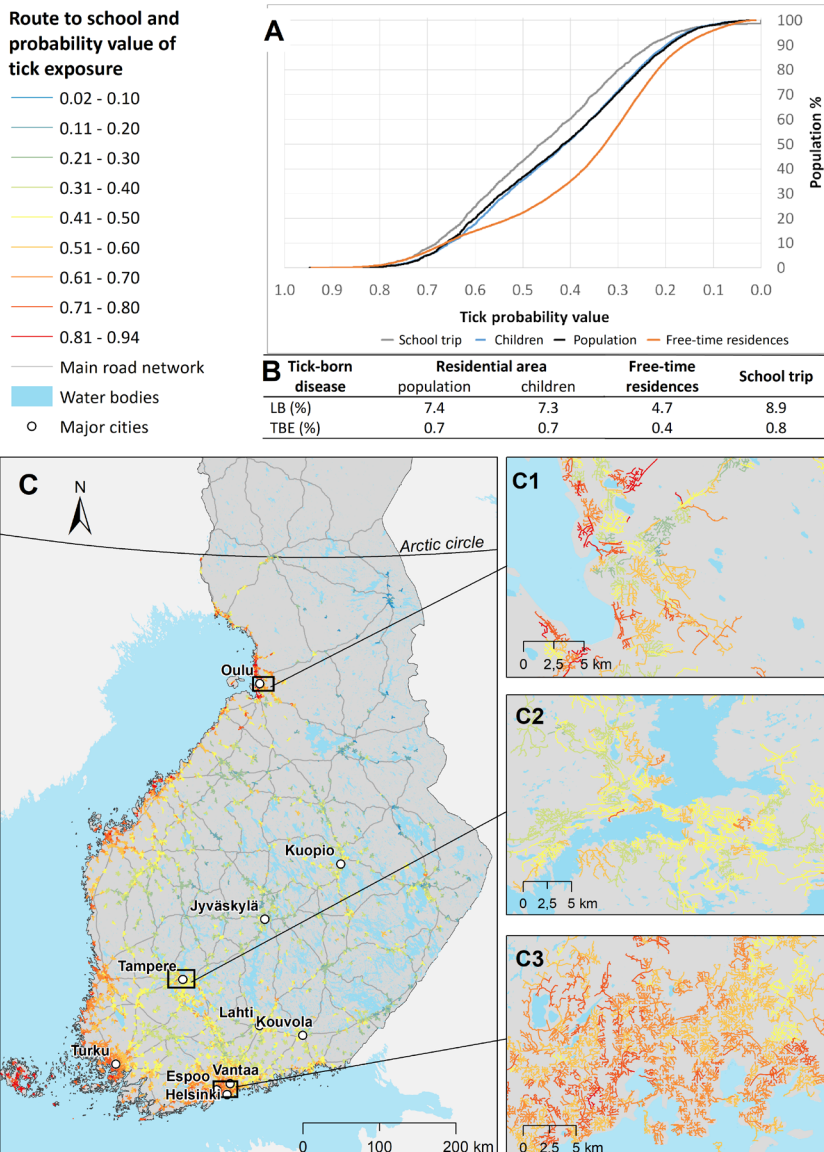 Route to school and
probability value of
tick exposure
0.02 - 0.10
0.11 - 0.20
0.21 - 0.30
0.31 - 0.40
0.41 - 0.50
0.51 - 0.60
0.61 - 0.70
0.71 - 0.80
0.81 - 0.94
Main road network
Water bodies
Major cities
A
100
90
80
70
60
50
40
30
20
10
0
Population %
1.0 0.9 0.8 0.7 0.6 0.5 0.4 0.3 0.2 0.1 0.0
Tick probability value
School trip Children Population Free-time residences
B Tick-born disease Residential area Free-time residences School trip
population children
LB (%) 7.4 7.3 4.7 8.9
TBE (%) 0.7 0.7 0.4 0.8
C
N
Arctic circle
Oulu
Kuopio
Jyväskylä
Tampere
Lahti
Kouvola
Turku
Espoo Vantaa
Helsinki
0 100 200 km
C1
0 2,5 5 km
C2
0 2,5 5 km
C3
0 2,5 5 km